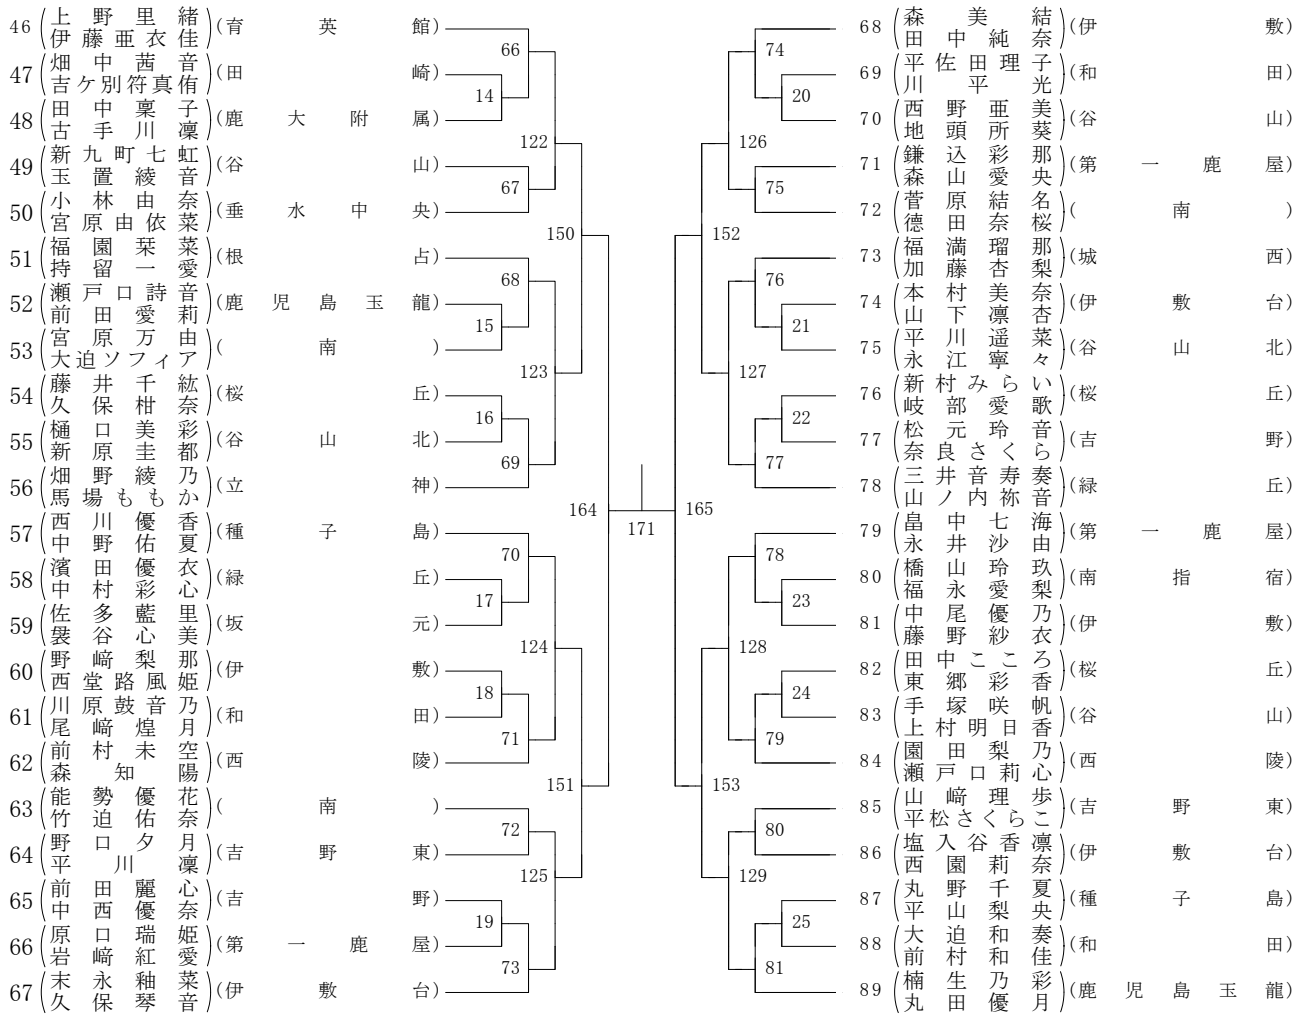 46 上野里緒 (育英館)
伊藤亜衣佳
47 畑中茜音 (田崎)
吉ケ別符真侑
48 田中稟子 (鹿大附属)
古手川凜
49 新九町七虹 (谷山)
玉置綾音
50 小林由奈 (垂水中央)
宮原由依菜
51 福園栞菜 (根占)
持留一愛
52 瀬戸口詩音 (鹿児島玉龍)
前田愛莉
53 宮原万由 (南)
大迫ソフィア
54 藤井千紘 (桜丘)
久保柑奈
55 樋口美彩 (谷山北)
新原圭都
56 畑野綾乃 (立神)
馬場ももか
57 西川優香 (種子島)
中野佑夏
58 濱田優衣 (緑丘)
中村彩心
59 佐多藍里 (坂元)
襲谷心美
60 野﨑梨那 (伊敷)
西堂路風姫
61 川原鼓音乃 (和田)
尾﨑煌月
62 前村未空 (西陵)
森知陽
63 能勢優花 (南)
竹迫佑奈
64 野口夕月 (吉野東)
平川凜
65 前田麗心 (吉野)
中西優奈
66 原口瑞姫 (第一鹿屋)
岩﨑紅愛
67 末永釉菜 (伊敷台)
久保琴音
66
14
122
67
150
68
15
123
16
69
164
70
17
124
18
71
151
72
125
19
73
171
74
20
126
75
152
76
21
127
22
77
165
78
23
128
24
79
153
80
129
25
81
68 森美結 (伊敷)
田中純奈
69 平佐田理子 (和田)
川平光
70 西野亜美 (谷山)
地頭所葵
71 鎌込彩那 (第一鹿屋)
森山愛央
72 菅原結名 (南)
德田奈桜
73 福満瑠那 (城西)
加藤杏梨
74 本村美奈 (伊敷台)
山下凛杏
75 平川遥菜 (谷山北)
永江寧々
76 新村みらい (桜丘)
岐部愛歌
77 松元玲音 (吉野)
奈良さくら
78 三井音寿奏 (緑丘)
山ノ内祢音
79 畠中七海 (第一鹿屋)
永井沙由
80 橋山玲玖 (南指宿)
福永愛梨
81 中尾優乃 (伊敷)
藤野紗衣
82 田中こころ (桜丘)
東郷彩香
83 手塚咲帆 (谷山)
上村明日香
84 園田梨乃 (西陵)
瀬戸口莉心
85 山﨑理歩 (吉野東)
平松さくらこ
86 塩入谷香凛 (伊敷台)
西園莉奈
87 丸野千夏 (種子島)
平山梨央
88 大迫和奏 (和田)
前村和佳
89 楠生乃彩 (鹿児島玉龍)
丸田優月